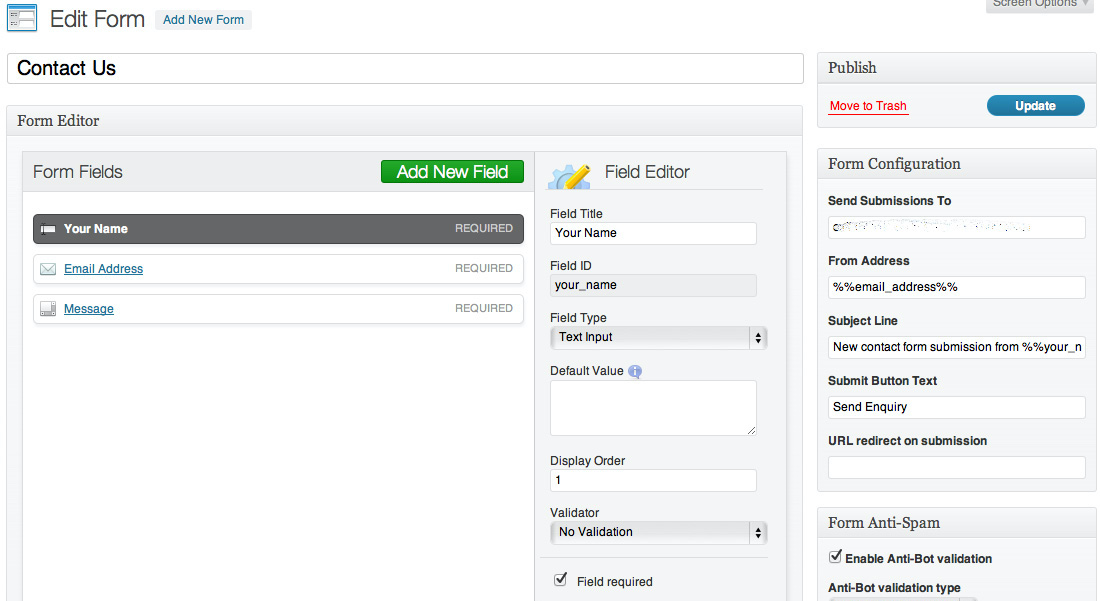 Edit Form
Add New Form
Screen Options
Contact Us
Form Editor
Form Fields
Add New Field
Your Name
REQUIRED
Email Address
REQUIRED
Message
REQUIRED
Field Editor
Field Title
Your Name
Field ID
your_name
Field Type
Text Input
Default Value
Display Order
1
Validator
No Validation
Field required
Publish
Move to Trash
Update
Form Configuration
Send Submissions To
From Address
%%email_address%%
Subject Line
New contact form submission from %%your_n
Submit Button Text
Send Enquiry
URL redirect on submission
Form Anti-Spam
Enable Anti-Bot validation
Anti-Bot validation type